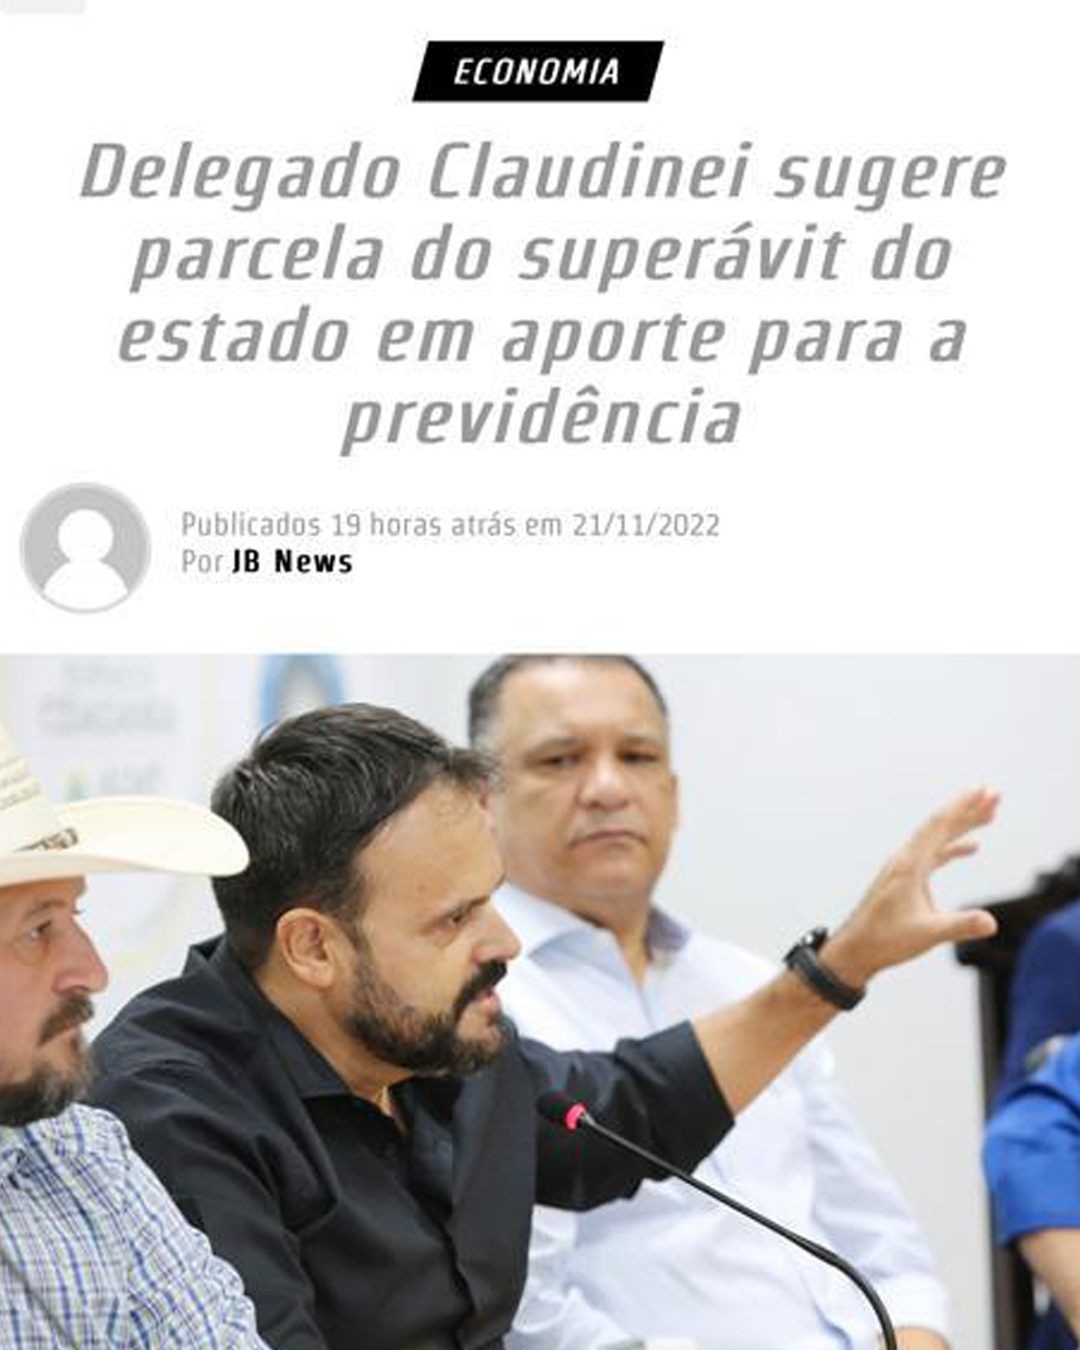 ECONOMIA
Delegado Claudinei sugere
parcela do superávit do
estado em aporte para a
previdência
Publicados 19 horas atrás em 21/11/2022
Por JB News